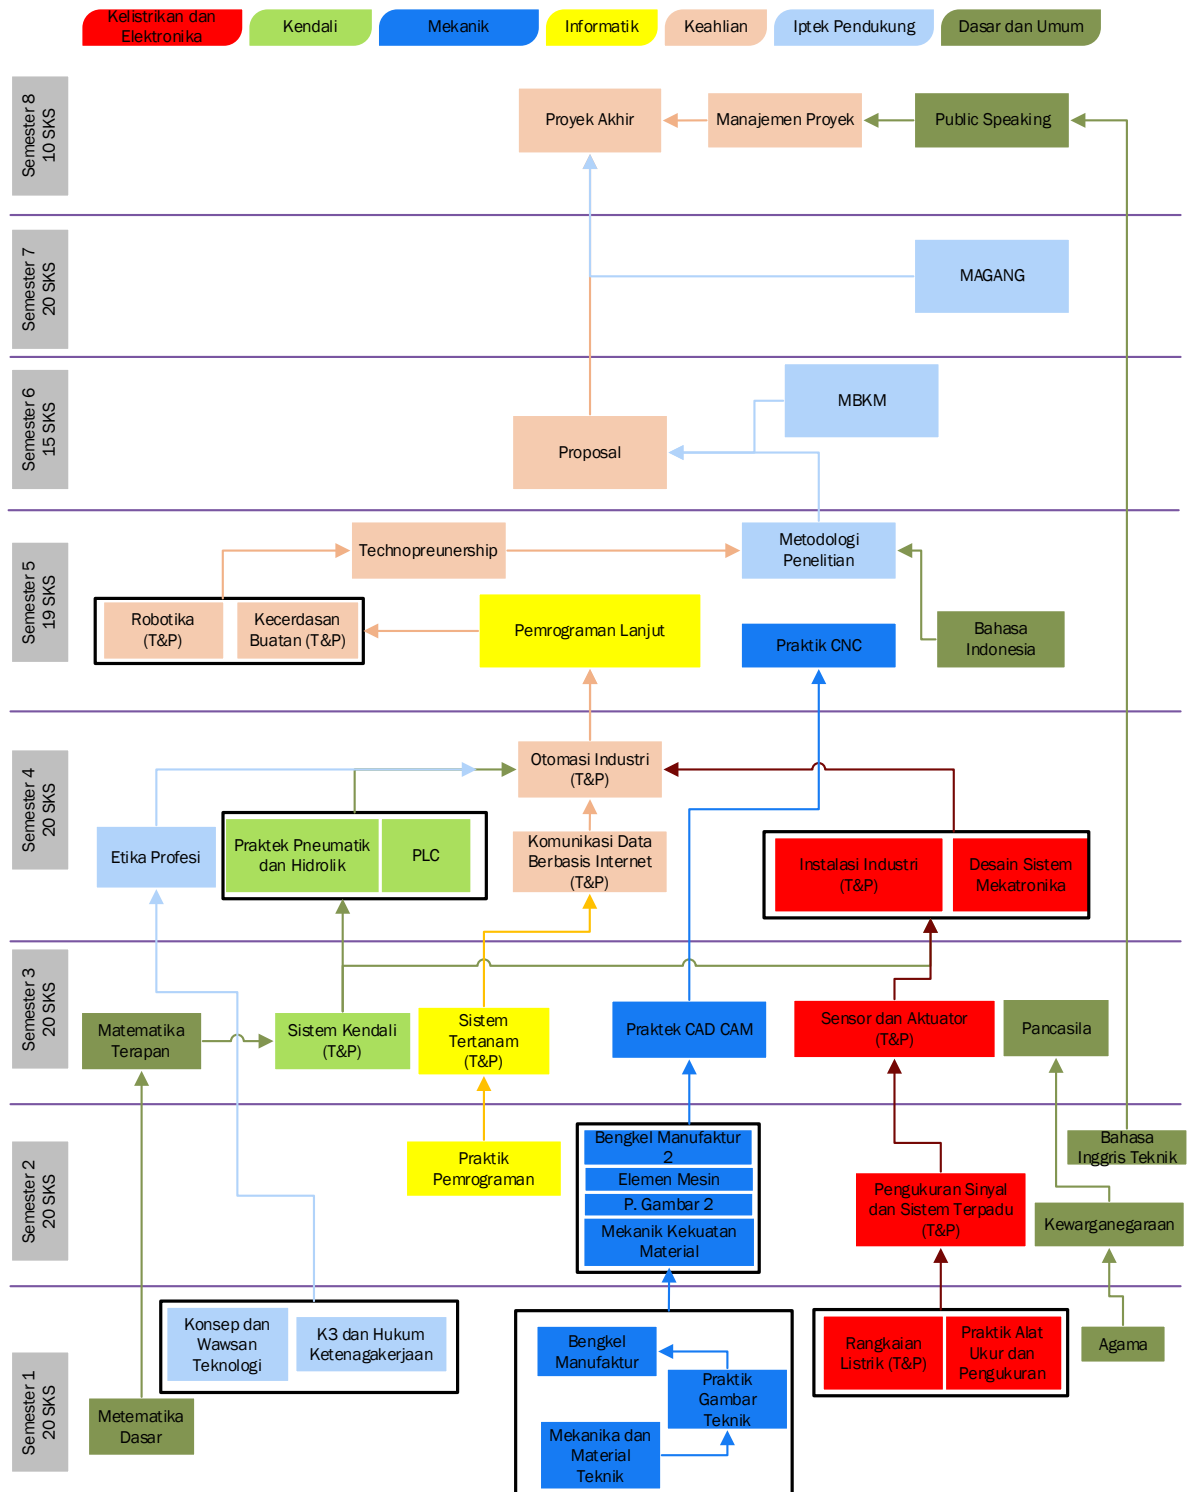 Kelistrikan dan
Elektronika
Kendali
Mekanik
Informatik
Keahlian
Iptek Pendukung
Dasar dan Umum
Semester 8
10 SKS
Proyek Akhir
Manajemen Proyek
Public Speaking
Semester 7
20 SKS
MAGANG
Semester 6
15 SKS
MBKM
Proposal
Semester 5
19 SKS
Technopreunership
Metodologi
Penelitian
Robotika
(T&P)
Kecerdasan
Buatan (T&P)
Pemrograman Lanjut
Praktik CNC
Bahasa
Indonesia
Semester 4
20 SKS
Otomasi Industri
(T&P)
Etika Profesi
Praktek Pneumatik
dan Hidrolik
PLC
Komunikasi Data
Berbasis Internet
(T&P)
Instalasi Industri
(T&P)
Desain Sistem
Mekatronika
Semester 3
20 SKS
Matematika
Terapan
Sistem Kendali
(T&P)
Sistem
Tertanam
(T&P)
Praktek CAD CAM
Sensor dan Aktuator
(T&P)
Pancasila
Semester 2
20 SKS
Praktik
Pemrograman
Bengkel Manufaktur
2
Elemen Mesin
P. Gambar 2
Mekanik Kekuatan
Material
Pengukuran Sinyal
dan Sistem Terpadu
(T&P)
Bahasa
Inggris Teknik
Kewarganegaraan
Semester 1
20 SKS
Konsep dan
Wawsan
Teknologi
K3 dan Hukum
Ketenagakerjaan
Metematika
Dasar
Bengkel
Manufaktur
Praktik
Gambar
Teknik
Mekanika dan
Material
Teknik
Rangkaian
Listrik (T&P)
Praktik Alat
Ukur dan
Pengukuran
Agama